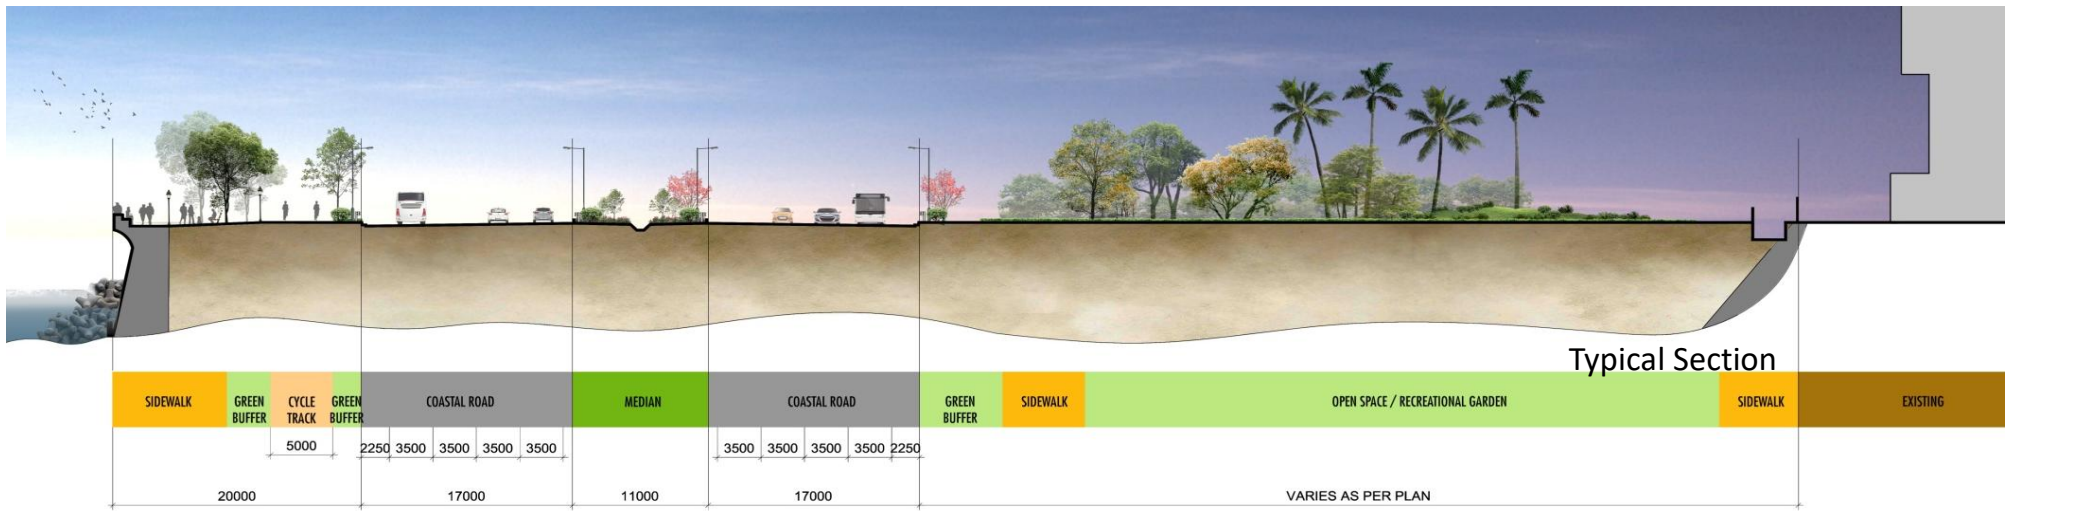 Typical Section
SIDEWALK
GREEN
BUFFER
CYCLE
TRACK
GREEN
BUFFER
COASTAL ROAD
MEDIAN
COASTAL ROAD
GREEN
BUFFER
SIDEWALK
OPEN SPACE / RECREATIONAL GARDEN
SIDEWALK
EXISTING
5000
2250 3500 3500 3500 3500
3500 3500 3500 3500 2250
20000
17000
11000
17000
VARIES AS PER PLAN